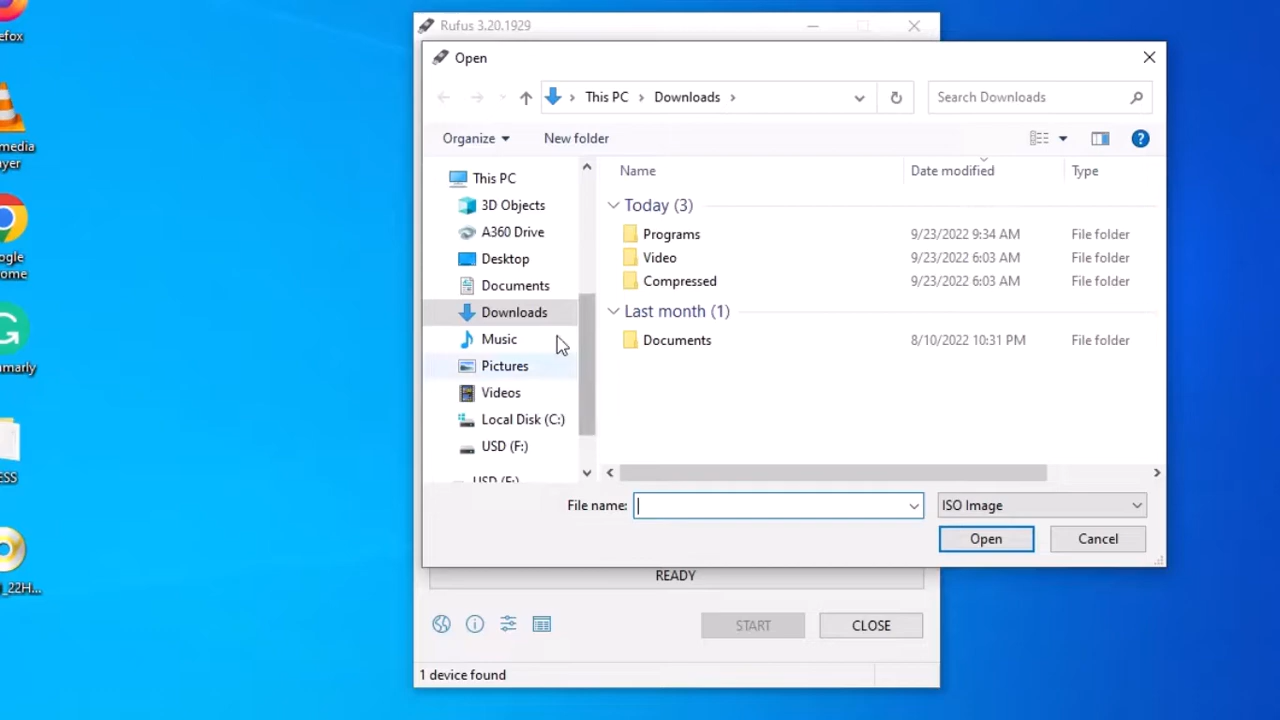 Rufus 3.20.1929
Open
This PC
Downloads
Search Downloads
Organize
New folder
Name
Date modified
Type
This PC
3D Objects
A360 Drive
Desktop
Documents
Downloads
Music
Pictures
Videos
Local Disk (C:)
USD (F:)
USD (F:)
Today (3)
Programs 9/23/2022 9:34 AM File folder
Video 9/23/2022 6:03 AM File folder
Compressed 9/23/2022 6:03 AM File folder
Last month (1)
Documents 8/10/2022 10:31 PM File folder
File name:
ISO Image
Open
Cancel
READY
START
CLOSE
1 device found
efox
media
ayer
ogle
ome
marly
ESS
_22H...